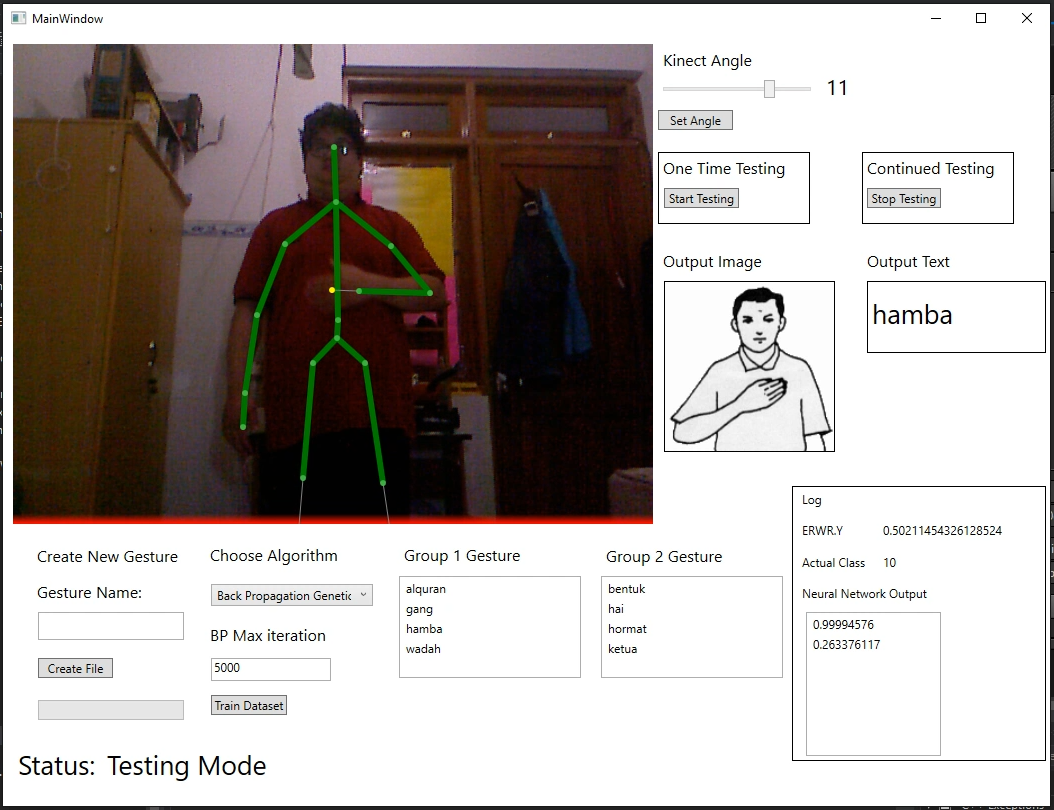 MainWindow
Kinect Angle
11
Set Angle
One Time Testing
Start Testing
Continued Testing
Stop Testing
Output Image
Output Text
hamba
Log
ERWR.Y 0.50211454326128524
Actual Class 10
Neural Network Output
0.99994576
0.263376117
Create New Gesture
Gesture Name:
Create File
Choose Algorithm
Back Propagation Genetic
BP Max iteration
5000
Train Dataset
Group 1 Gesture
alquran
gang
hamba
wadah
Group 2 Gesture
bentuk
hai
hormat
ketua
Status: Testing Mode